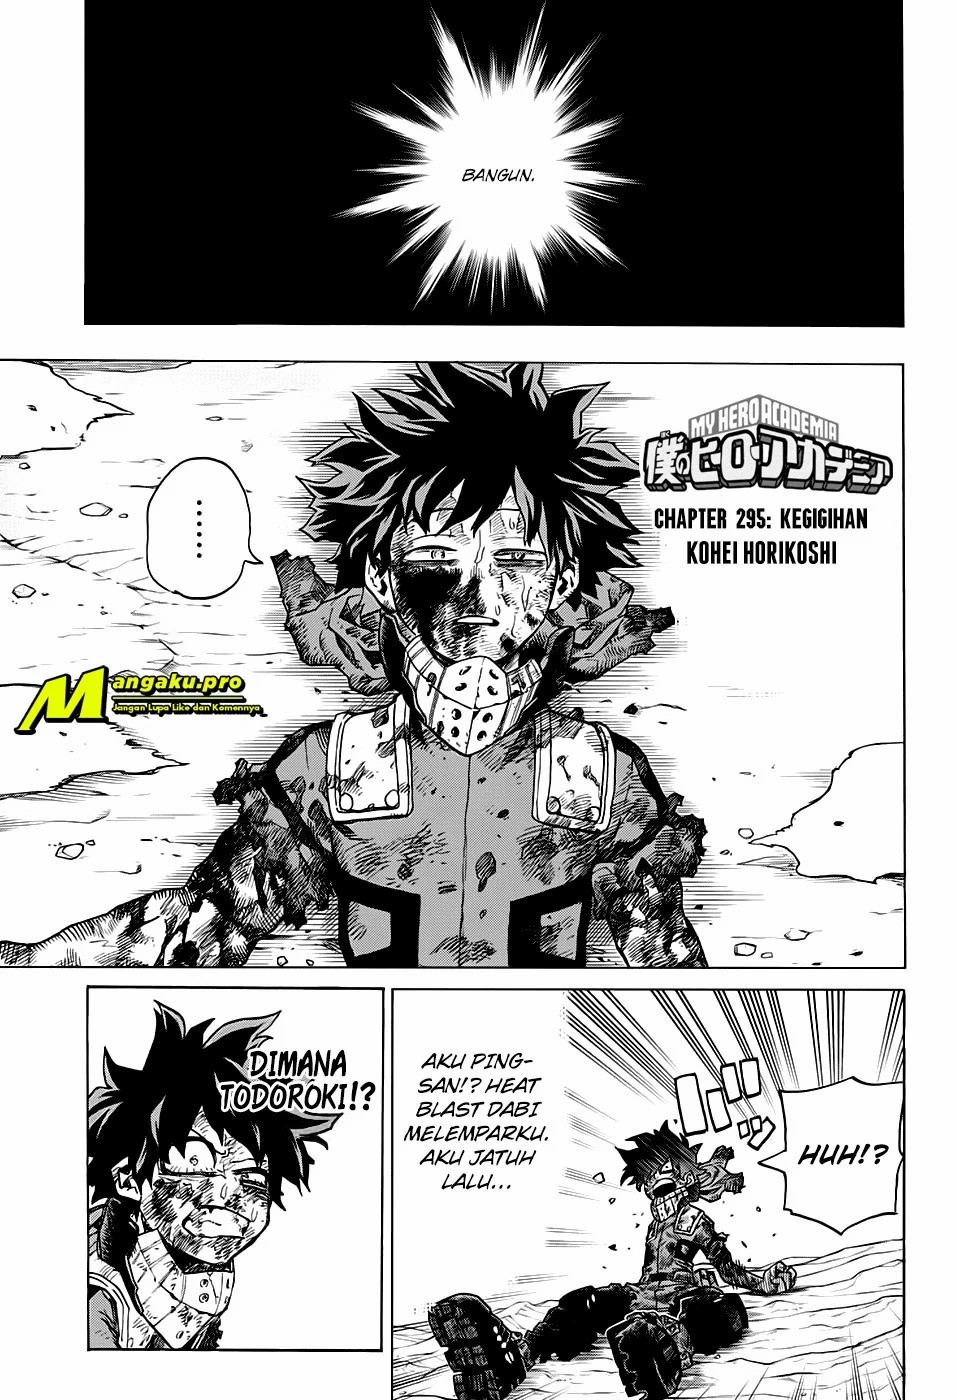 BANGUN.
MY HERO ACADEMIA
僕のヒーローアカデミア
CHAPTER 295: KEGIGIHAN
KOHEI HORIKOSHI
......
Mangaku.pro
Jangan Lupa Like dan Komennya
HUH!?
AKU PING-
SAN!? HEAT
BLAST DABI
MELEMPARKU.
AKU JATUH
LALU...
DIMANA
TODOROKI!?